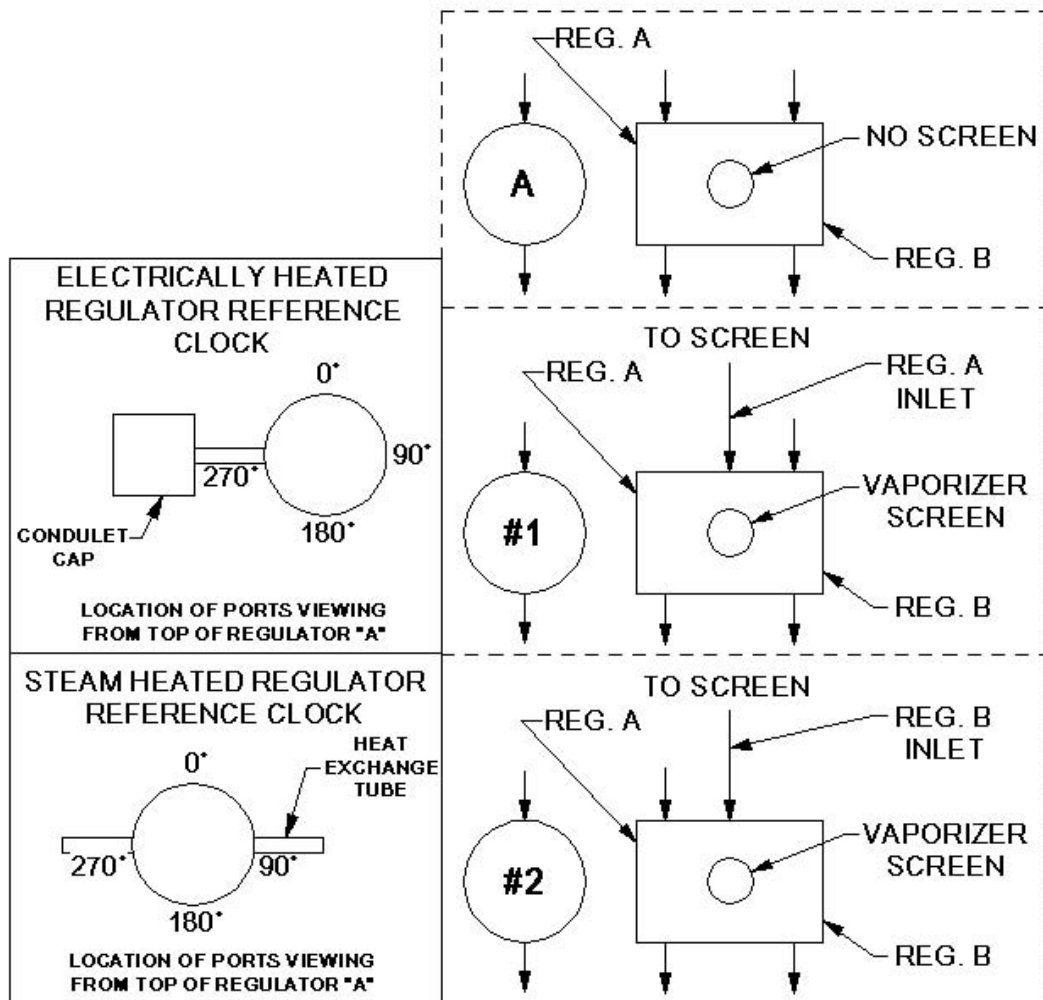 REG. A
A
NO SCREEN
REG. B
ELECTRICALLY HEATED
REGULATOR REFERENCE
CLOCK
0°
90°
270°
180°
CONDULET
CAP
LOCATION OF PORTS VIEWING
FROM TOP OF REGULATOR "A"
TO SCREEN
REG. A
REG. A
INLET
#1
VAPORIZER
SCREEN
REG. B
STEAM HEATED REGULATOR
REFERENCE CLOCK
HEAT
EXCHANGE
TUBE
0°
270°
90°
180°
LOCATION OF PORTS VIEWING
FROM TOP OF REGULATOR "A"
TO SCREEN
REG. A
REG. B
INLET
#2
VAPORIZER
SCREEN
REG. B